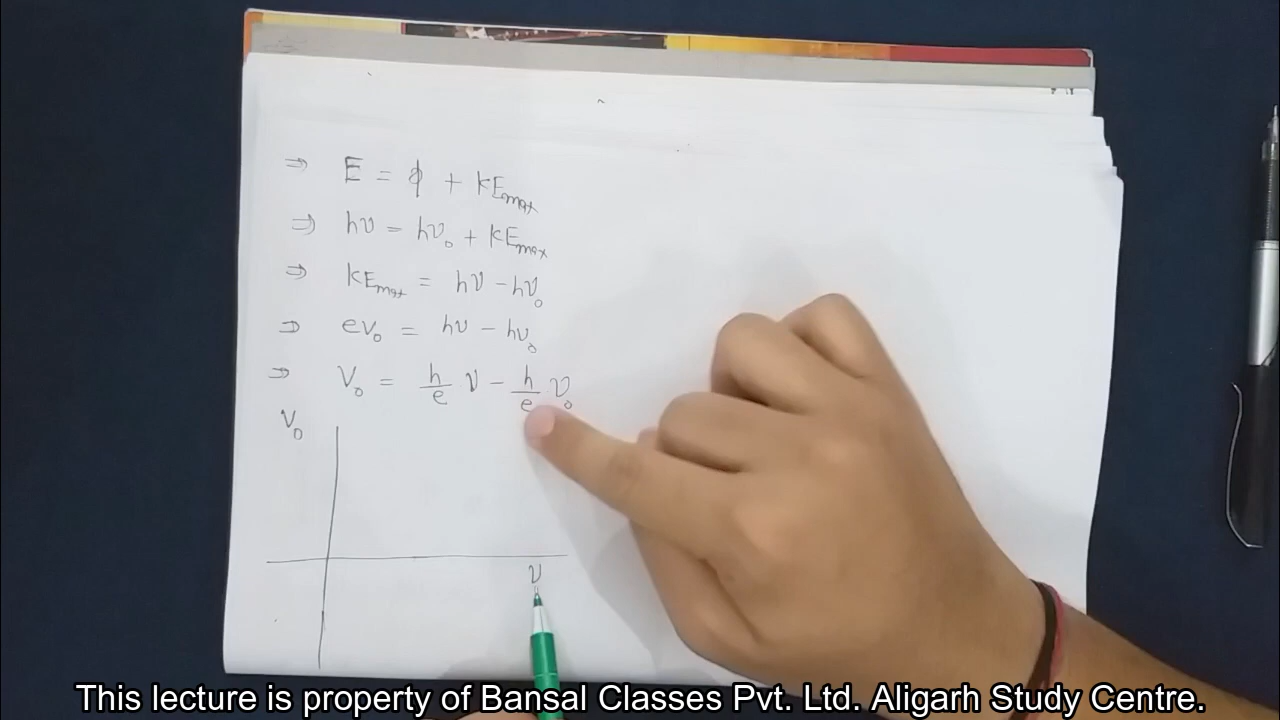 ⇒ E = φ + KEmax
⇒ hν = hν₀ + KEmax
⇒ KEmax = hν - hν₀
⇒ eV₀ = hν - hν₀
⇒ V₀ = h/e ν - h/e ν₀
V₀
ν
This lecture is property of Bansal Classes Pvt. Ltd. Aligarh Study Centre.